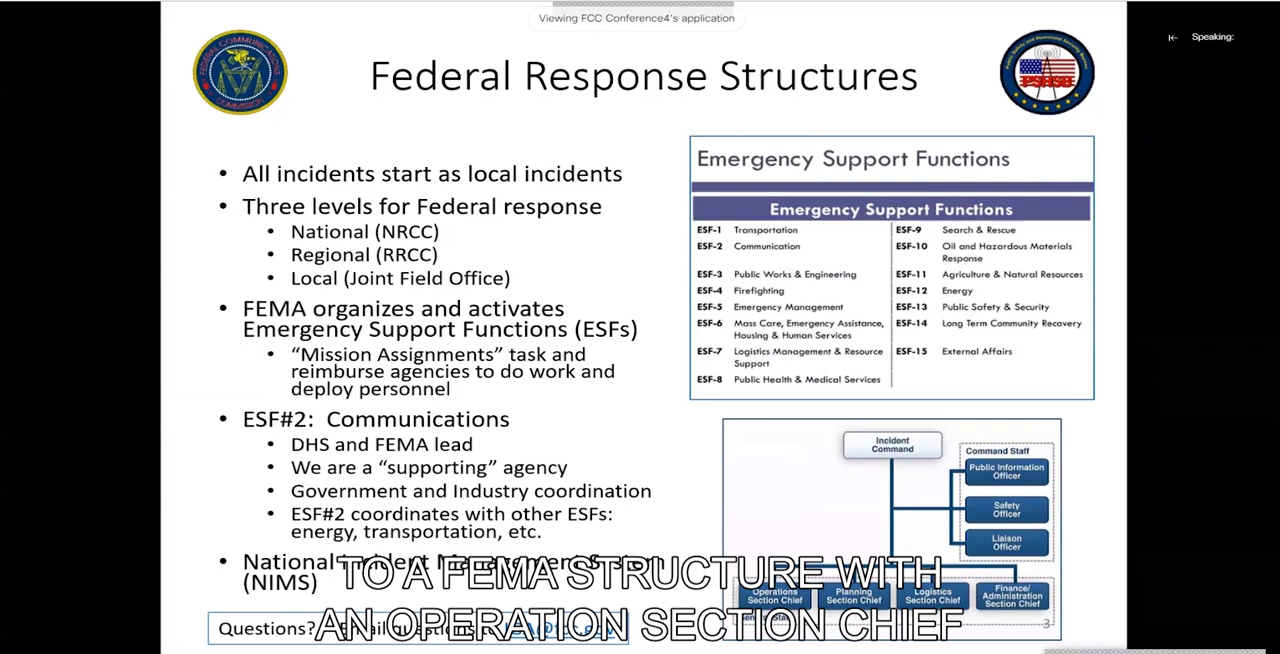 Viewing FCC Conference4's application
Speaking:
Federal Response Structures
• All incidents start as local incidents
• Three levels for Federal response
• National (NRCC)
• Regional (RRCC)
• Local (Joint Field Office)
• FEMA organizes and activates
Emergency Support Functions (ESFs)
• “Mission Assignments” task and
reimburse agencies to do work and
deploy personnel
• ESF#2: Communications
• DHS and FEMA lead
• We are a “supporting” agency
• Government and Industry coordination
• ESF#2 coordinates with other ESFs:
energy, transportation, etc.
• National Incident Management System
(NIMS)
Questions?
Emergency Support Functions
Emergency Support Functions
ESF-1 Transportation
ESF-2 Communication
ESF-3 Public Works & Engineering
ESF-4 Firefighting
ESF-5 Emergency Management
ESF-6 Mass Care, Emergency Assistance,
Housing & Human Services
ESF-7 Logistics Management & Resource
Support
ESF-8 Public Health & Medical Services
ESF-9 Search & Rescue
ESF-10 Oil and Hazardous Materials
Response
ESF-11 Agriculture & Natural Resources
ESF-12 Energy
ESF-13 Public Safety & Security
ESF-14 Long Term Community Recovery
ESF-15 External Affairs
Incident
Command
Command Staff
Public Information
Officer
Safety
Officer
Liaison
Officer
Operations
Section Chief
Planning
Section Chief
Logistics
Section Chief
Finance/
Administration
Section Chief
3
TO A FEMA STRUCTURE WITH
AN OPERATION SECTION CHIEF